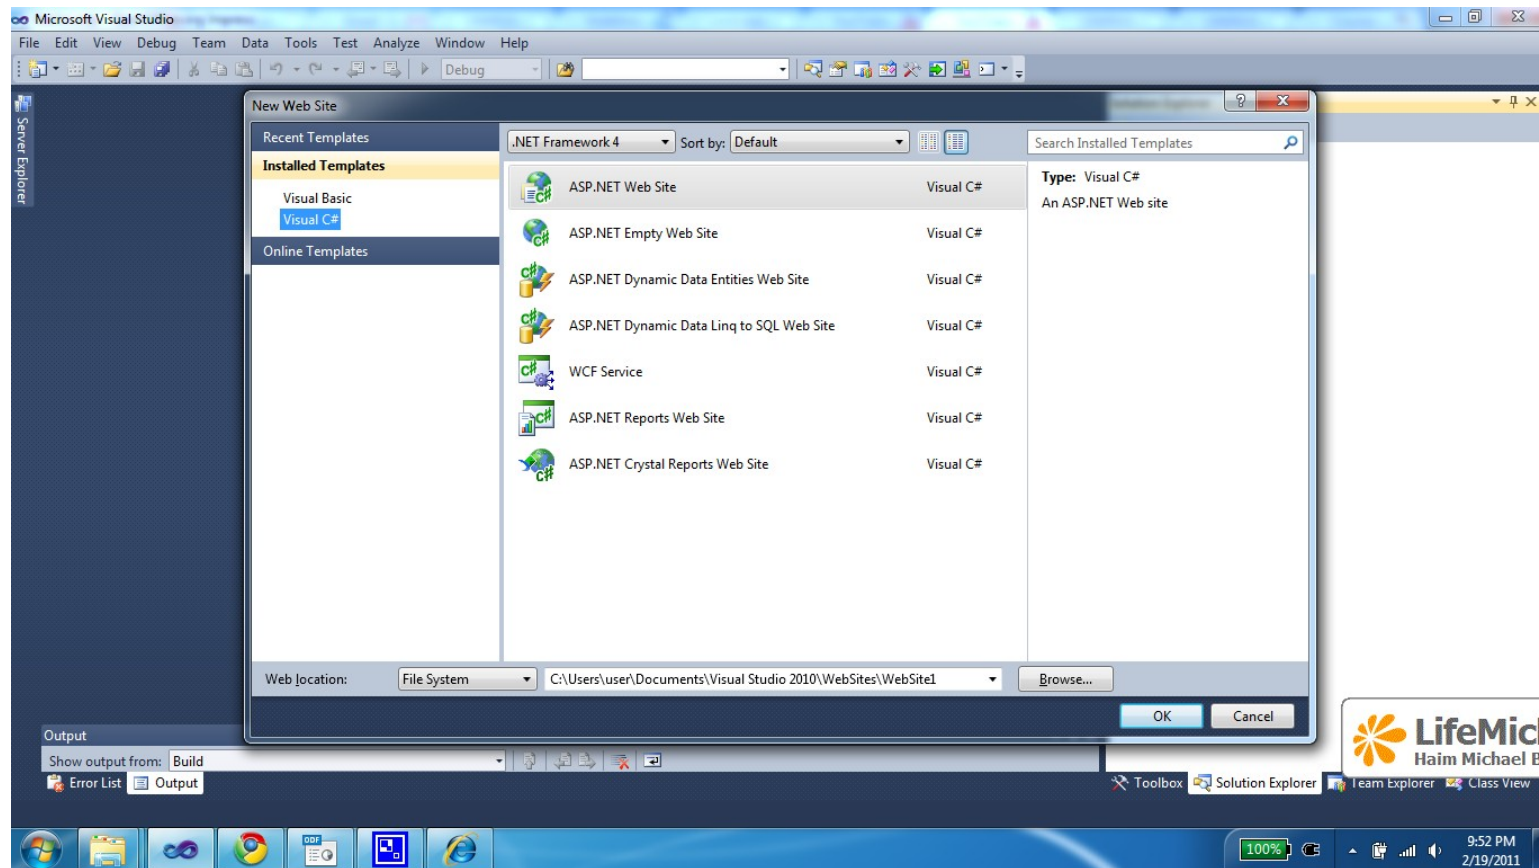 Microsoft Visual Studio
File Edit View Debug Team Data Tools Test Analyze Window Help
Debug
Server Explorer
New Web Site
Recent Templates
Installed Templates
Visual Basic
Visual C#
Online Templates
.NET Framework 4 Sort by: Default
Search Installed Templates
ASP.NET Web Site Visual C#
ASP.NET Empty Web Site Visual C#
ASP.NET Dynamic Data Entities Web Site Visual C#
ASP.NET Dynamic Data Linq to SQL Web Site Visual C#
WCF Service Visual C#
ASP.NET Reports Web Site Visual C#
ASP.NET Crystal Reports Web Site Visual C#
Type: Visual C#
An ASP.NET Web site
Web location: File System C:\Users\user\Documents\Visual Studio 2010\WebSites\WebSite1 Browse...
OK Cancel
Output
Show output from: Build
Error List Output
Toolbox Solution Explorer Team Explorer Class View
LifeMic
Haim Michael B
ODF
100%
9:52 PM
2/19/2011